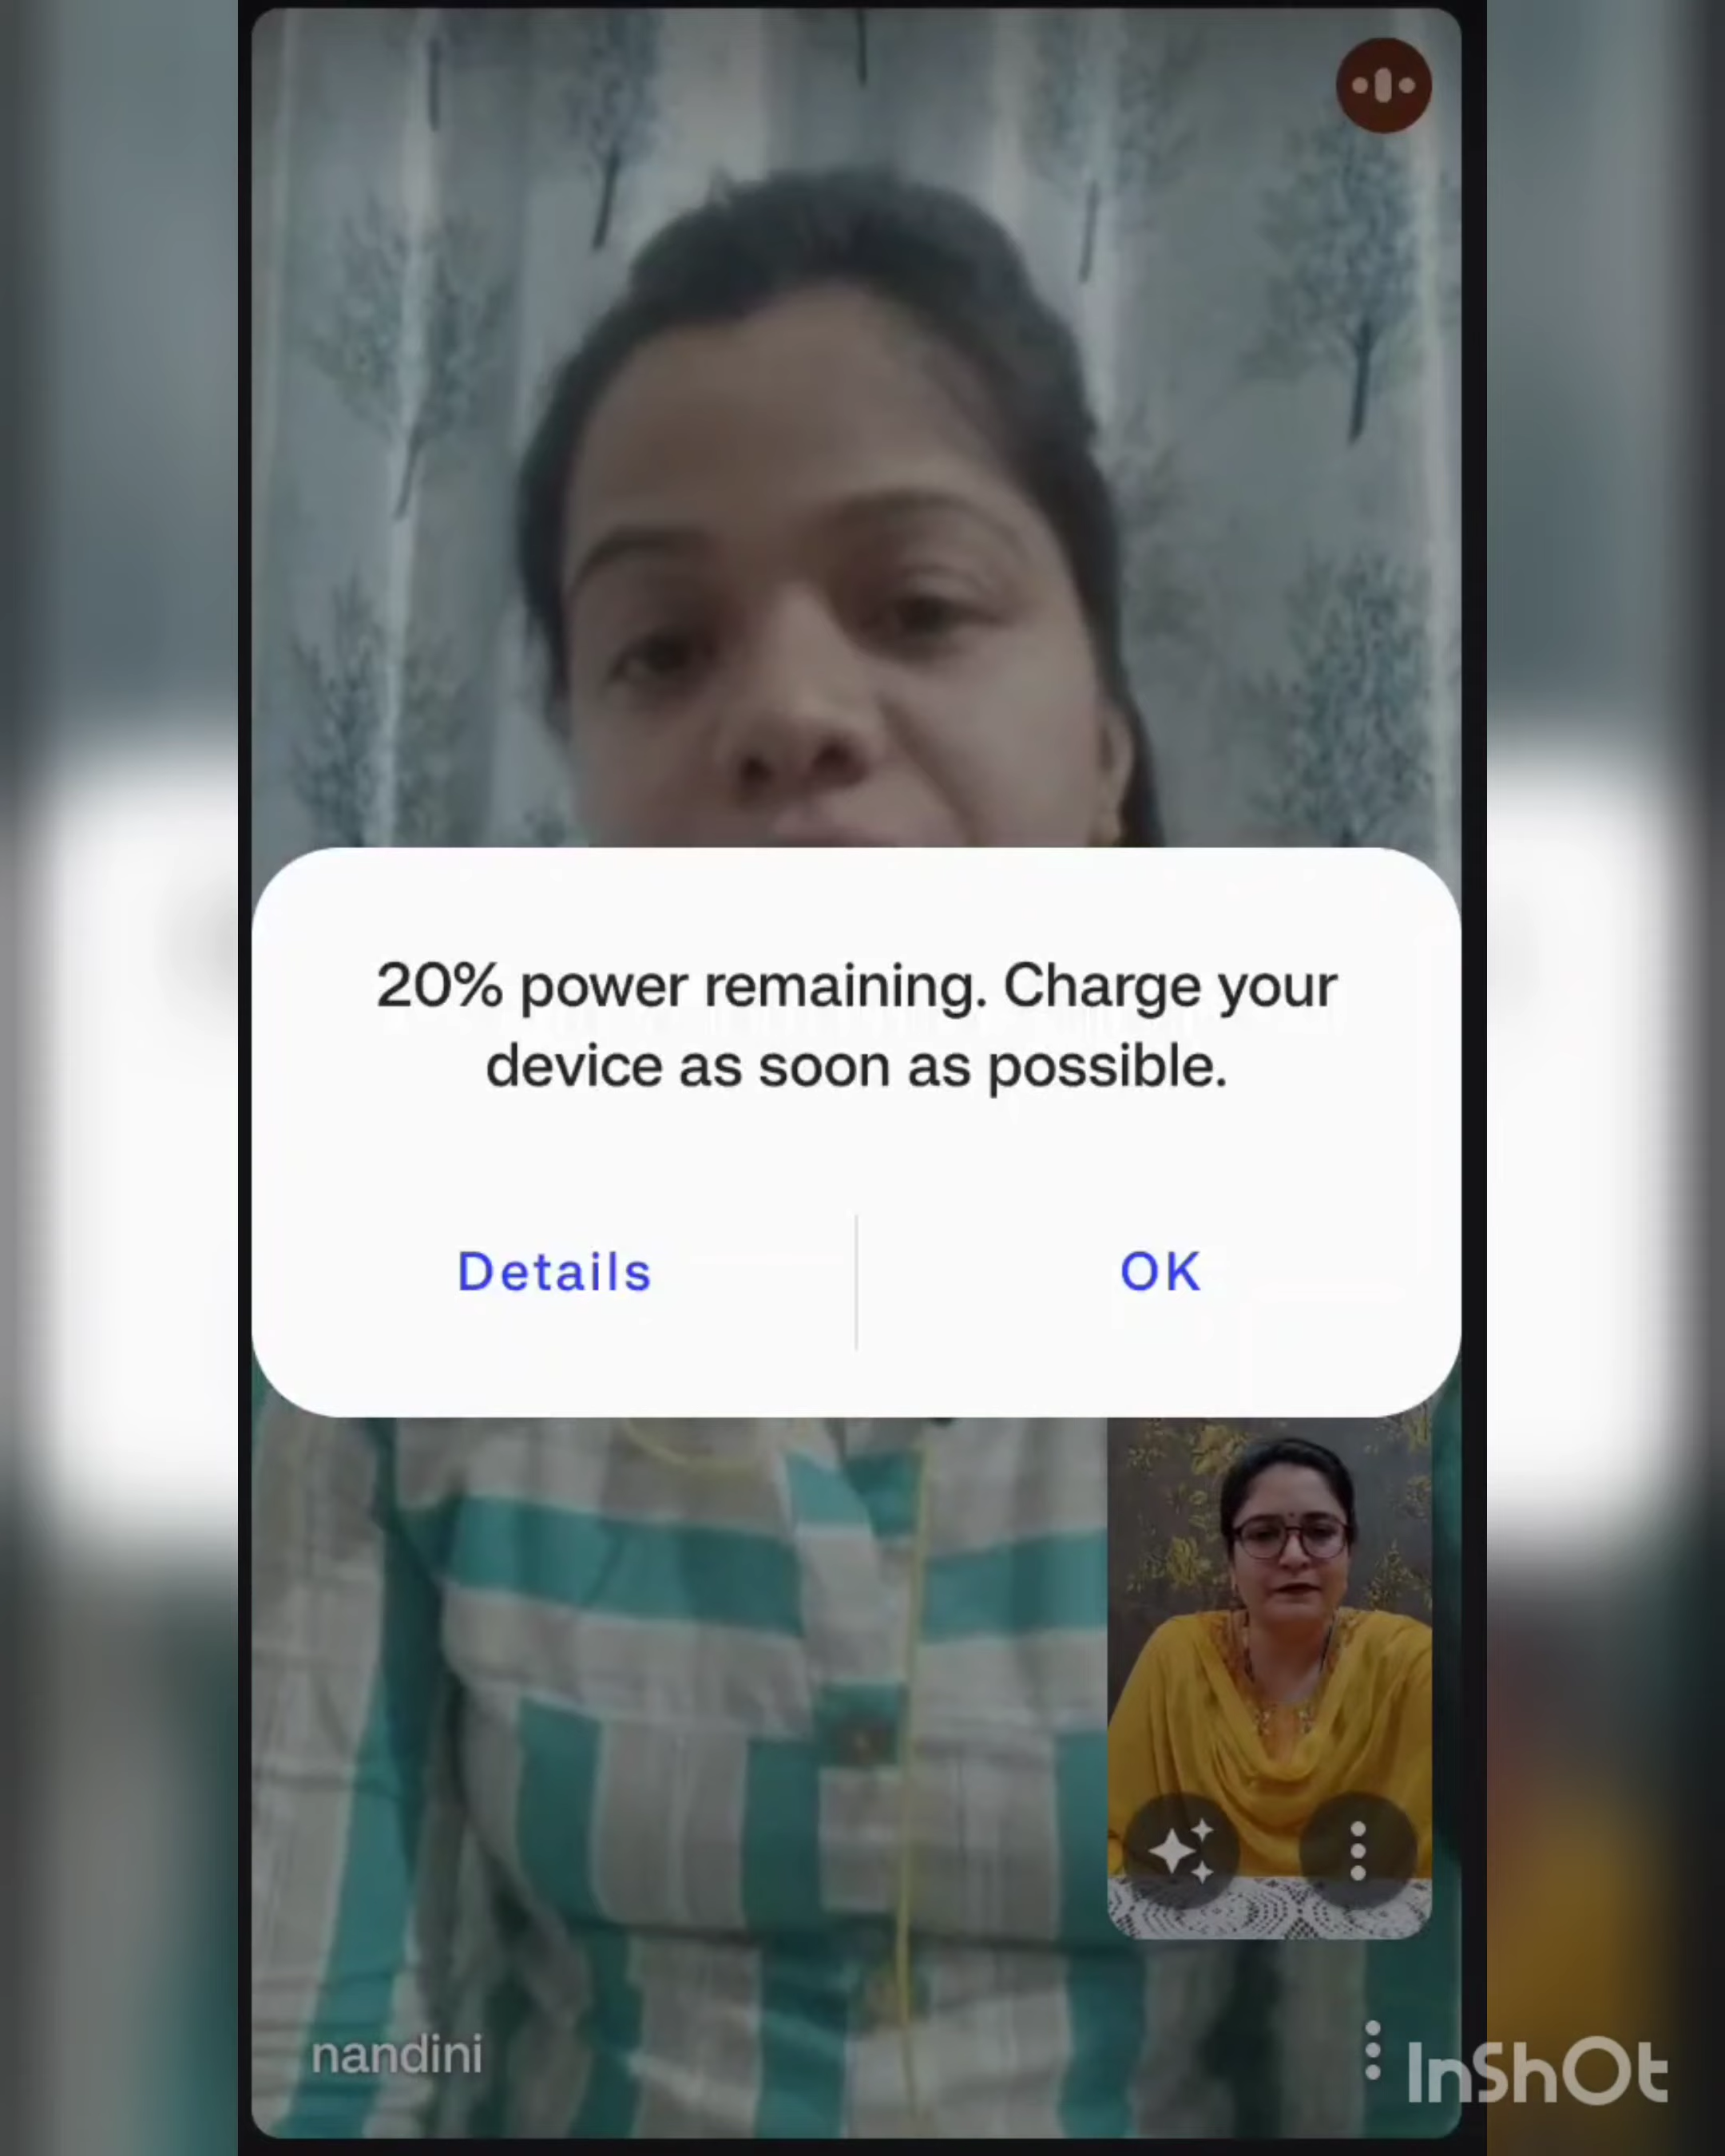 20% power remaining. Charge your
device as soon as possible.
Details
OK
nandini
InShOt